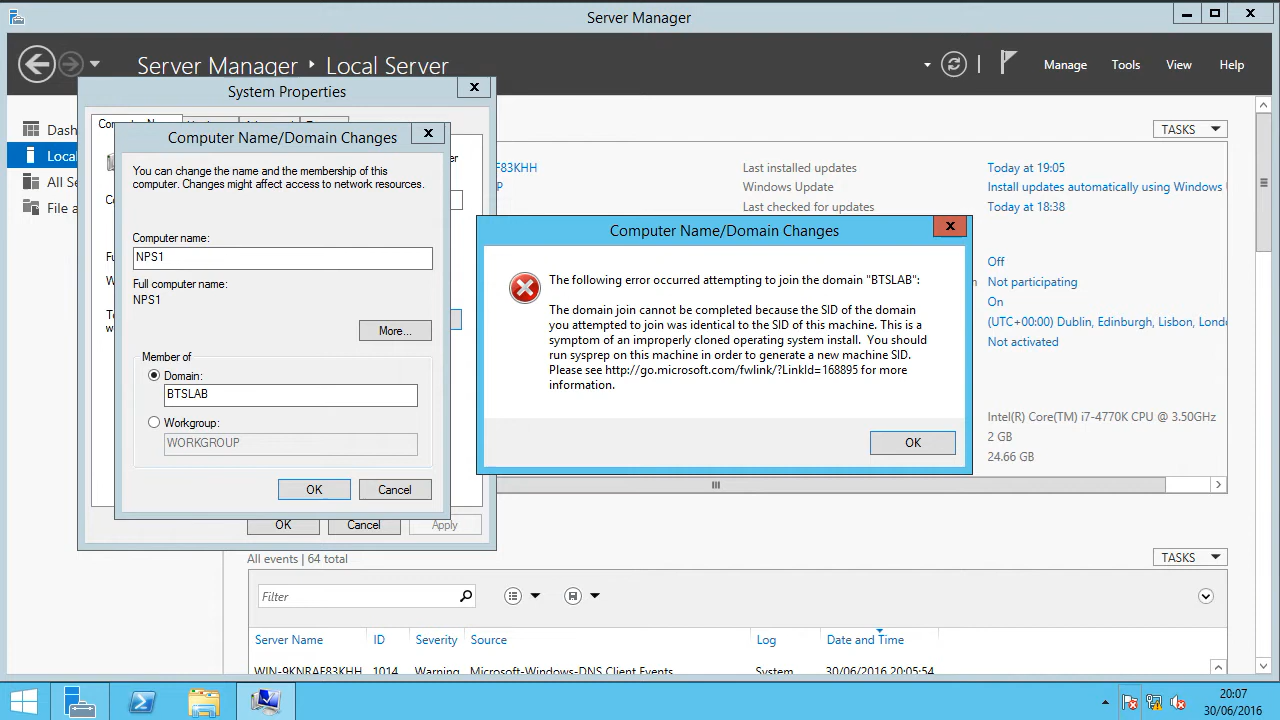 Server Manager
Server Manager ‣ Local Server
Manage Tools View Help
System Properties
Computer Name/Domain Changes
You can change the name and the membership of this
computer. Changes might affect access to network resources.
Computer name:
NPS1
Full computer name:
NPS1
More...
Member of
Domain:
BTSLAB
Workgroup:
WORKGROUP
OK Cancel
OK Cancel Apply
Dash
Local
All Se
File a
TASKS
F83KHH
Last installed updates Today at 19:05
Windows Update Install updates automatically using Windows
Last checked for updates Today at 18:38
Computer Name/Domain Changes
The following error occurred attempting to join the domain "BTSLAB":
The domain join cannot be completed because the SID of the domain
you attempted to join was identical to the SID of this machine. This is a
symptom of an improperly cloned operating system install.  You should
run sysprep on this machine in order to generate a new machine SID.
Please see http://go.microsoft.com/fwlink/?LinkId=168895 for more
information.
OK
Off
Not participating
On
(UTC+00:00) Dublin, Edinburgh, Lisbon, Londo
Not activated
Intel(R) Core(TM) i7-4770K CPU @ 3.50GHz
2 GB
24.66 GB
All events | 64 total
TASKS
Filter
Server Name ID Severity Source Log Date and Time
WIN-9KNRAF83KHH 1014 Warning Microsoft-Windows-DNS Client Events System 30/06/2016 20:05:54
20:07
30/06/2016